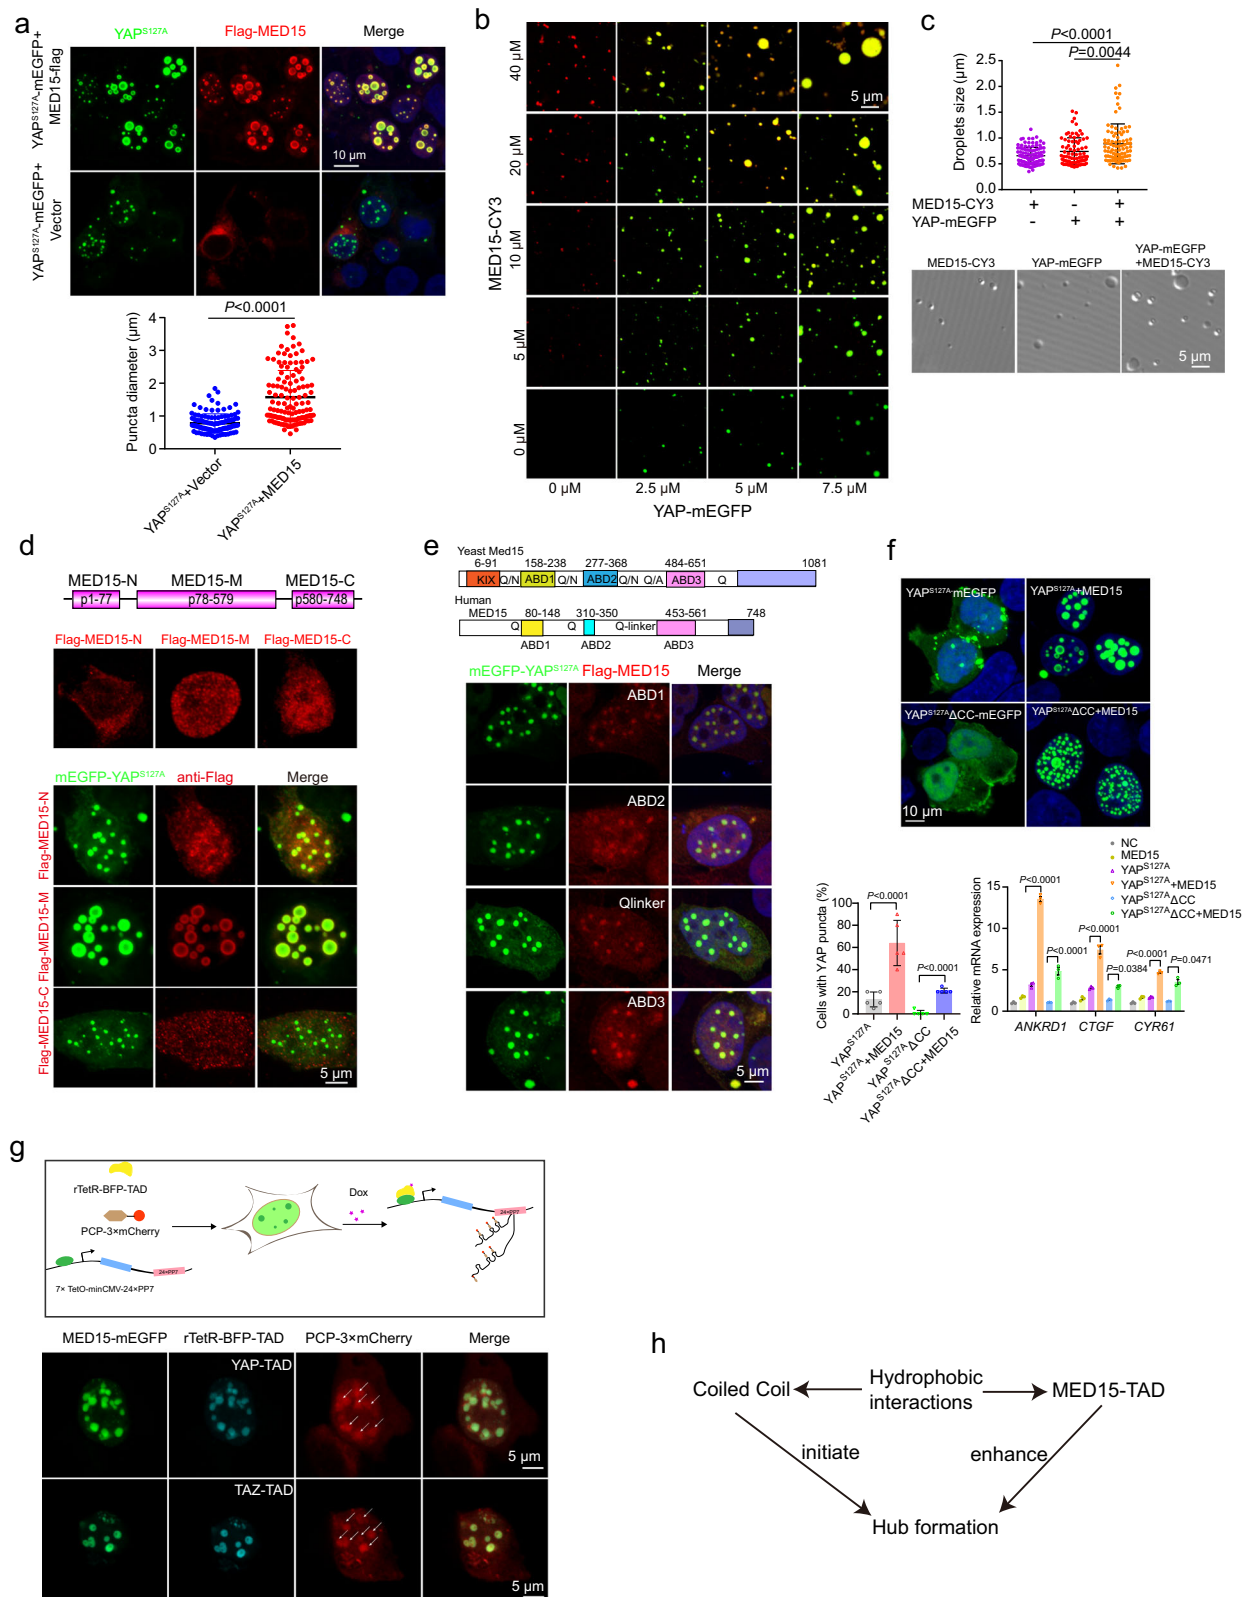 a
YAPS127A
Flag-MED15
Merge
YAPS127A-mEGFP+
MED15-flag
10 µm
YAPS127A-mEGFP+
Vector
P<0.0001
Puncta diameter (µm)
4
3
2
1
0
YAPS127A+Vector
YAPS127A+MED15
b
MED15-CY3
40 µM
20 µM
10 µM
5 µM
0 µM
5 µm
0 µM
2.5 µM
5 µM
7.5 µM
YAP-mEGFP
c
P<0.0001
P=0.0044
Droplets size (µm)
2.5
2.0
1.5
1.0
0.5
0.0
MED15-CY3 + - +
YAP-mEGFP - + +
MED15-CY3
YAP-mEGFP
YAP-mEGFP
+MED15-CY3
5 µm
d
MED15-N MED15-M MED15-C
p1-77 p78-579 p580-748
Flag-MED15-N Flag-MED15-M Flag-MED15-C
mEGFP-YAPS127A anti-Flag Merge
Flag-MED15-N
Flag-MED15-M
Flag-MED15-C
5 µm
e
Yeast Med15
6-91 158-238 277-368 484-651 1081
KIX Q/N ABD1 Q/N ABD2 Q/N Q/A ABD3 Q
Human
MED15 80-148 310-350 453-561 748
Q Q Q-linker
ABD1 ABD2 ABD3
mEGFP-YAPS127A Flag-MED15 Merge
ABD1
ABD2
Qlinker
ABD3
5 µm
f
YAPS127A-mEGFP
YAPS127A+MED15
YAPS127AΔCC-mEGFP
YAPS127AΔCC+MED15
10 µm
Cells with YAP puncta (%)
100
80
60
40
20
0
P<0.0001
P<0.0001
YAPS127A
YAPS127A+MED15
YAPS127AΔCC
YAPS127AΔCC+MED15
NC
MED15
YAPS127A
YAPS127A+MED15
YAPS127AΔCC
YAPS127AΔCC+MED15
Relative mRNA expression
15
10
5
0
P<0.0001
P<0.0001
P<0.0001
P=0.0384
P<0.0001
P=0.0471
ANKRD1 CTGF CYR61
g
rTetR-BFP-TAD
PCP-3×mCherry
7× TetO-minCMV-24×PP7
24×PP7
Dox
24×PP7
MED15-mEGFP rTetR-BFP-TAD PCP-3×mCherry Merge
YAP-TAD
5 µm
TAZ-TAD
5 µm
h
Coiled Coil
Hydrophobic
interactions
MED15-TAD
initiate
enhance
Hub formation